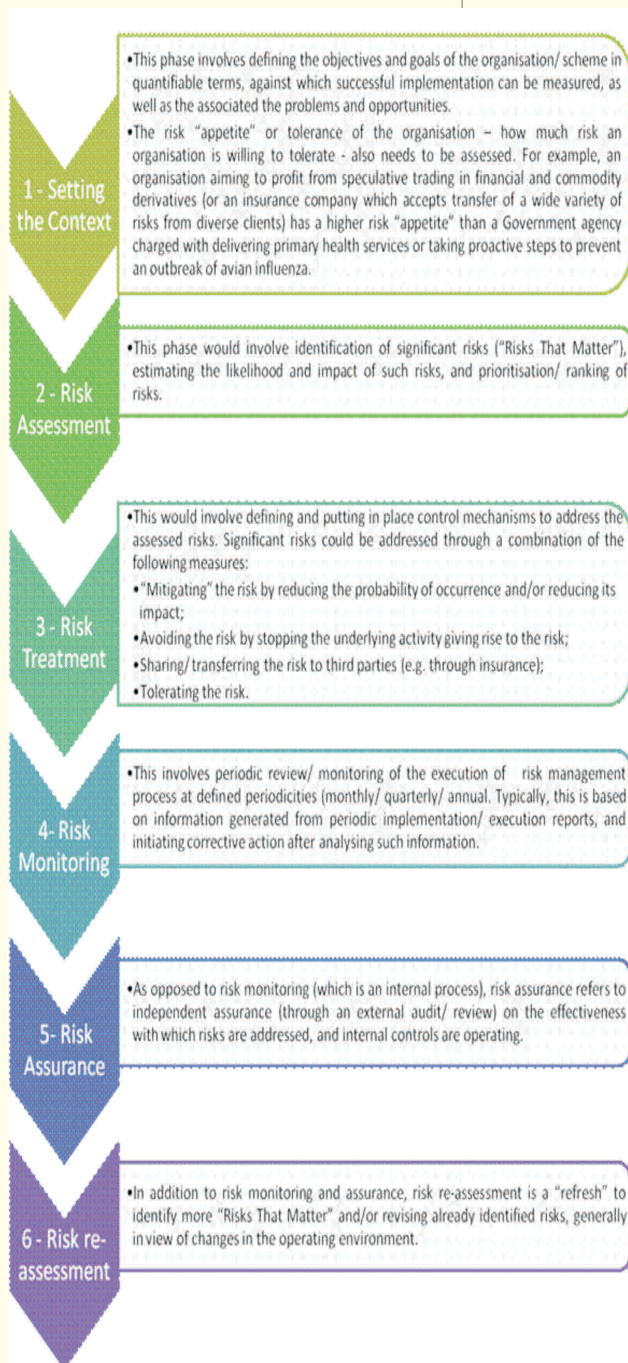 1 - Setting
the Context
•This phase involves defining the objectives and goals of the organisation/ scheme in
quantifiable terms, against which successful implementation can be measured, as
well as the associated the problems and opportunities.
•The risk "appetite" or tolerance of the organisation – how much risk an
organisation is willing to tolerate - also needs to be assessed. For example, an
organisation aiming to profit from speculative trading in financial and commodity
derivatives (or an insurance company which accepts transfer of a wide variety of
risks from diverse clients) has a higher risk "appetite" than a Government agency
charged with delivering primary health services or taking proactive steps to prevent
an outbreak of avian influenza.
2 - Risk
Assessment
•This phase would involve identification of significant risks ("Risks That Matter"),
estimating the likelihood and impact of such risks, and prioritisation/ ranking of
risks.
3 - Risk
Treatment
•This would involve defining and putting in place control mechanisms to address the
assessed risks. Significant risks could be addressed through a combination of the
following measures:
•"Mitigating" the risk by reducing the probability of occurrence and/or reducing its
impact;
•Avoiding the risk by stopping the underlying activity giving rise to the risk;
•Sharing/ transferring the risk to third parties (e.g. through insurance);
•Tolerating the risk.
4- Risk
Monitoring
•This involves periodic review/ monitoring of the execution of risk management
process at defined periodicities (monthly/ quarterly/ annual. Typically, this is based
on information generated from periodic implementation/ execution reports, and
initiating corrective action after analysing such information.
5- Risk
Assurance
•As opposed to risk monitoring (which is an internal process), risk assurance refers to
independent assurance (through an external audit/ review) on the effectiveness
with which risks are addressed, and internal controls are operating.
6 - Risk re-
assessment
•In addition to risk monitoring and assurance, risk re-assessment is a "refresh" to
identify more "Risks That Matter" and/or revising already identified risks, generally
in view of changes in the operating environment.